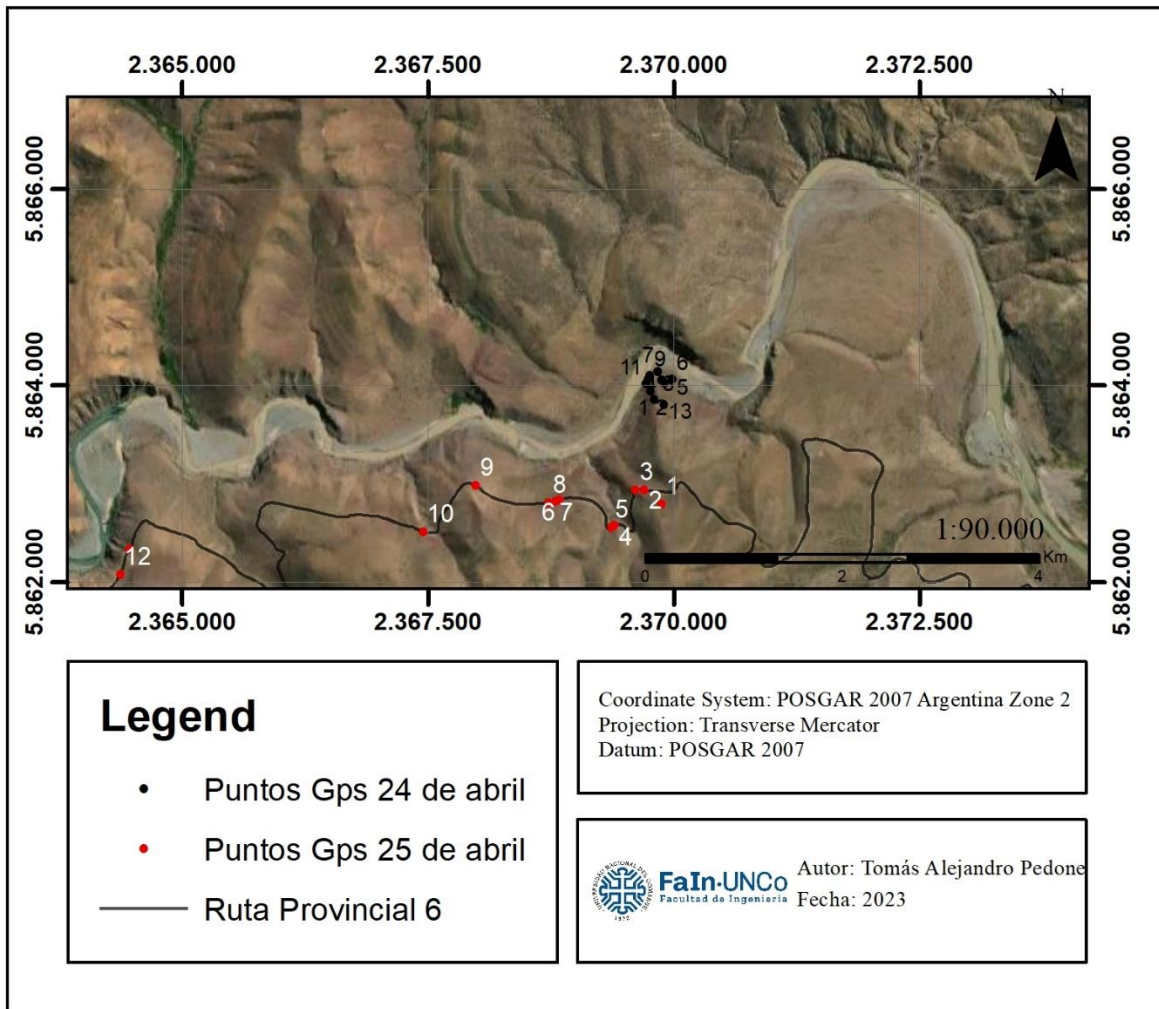 2.365.000 2.367.500 2.370.000 2.372.500
N
5.866.000 5.866.000
7 9 6
11 5
5.864.000 5.864.000
1 2 13
9 3 1
8 2
10 6 7 5
4
1:90.000
12
Km
0 2 4
5.862.000 5.862.000
2.365.000 2.367.500 2.370.000 2.372.500
Legend
Puntos Gps 24 de abril
Puntos Gps 25 de abril
Ruta Provincial 6
Coordinate System: POSGAR 2007 Argentina Zone 2
Projection: Transverse Mercator
Datum: POSGAR 2007
UNIVERSIDAD NACIONAL DEL COMAHUE
1972
FaIn·UNCo
Facultad de Ingeniería
Autor: Tomás Alejandro Pedone
Fecha: 2023